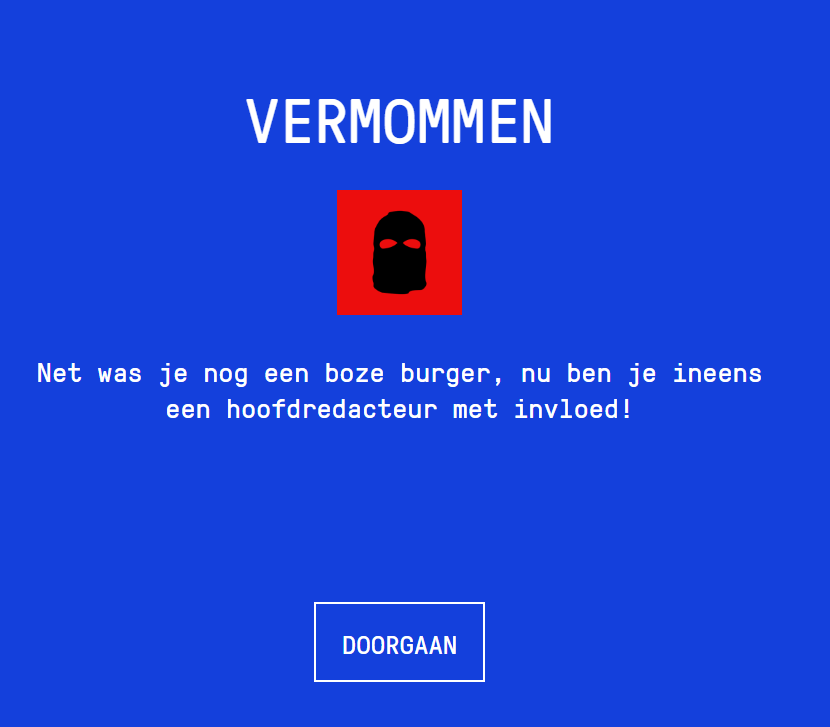 VERMOMMEN
Net was je nog een boze burger, nu ben je ineens
een hoofdredacteur met invloed!
DOORGAAN